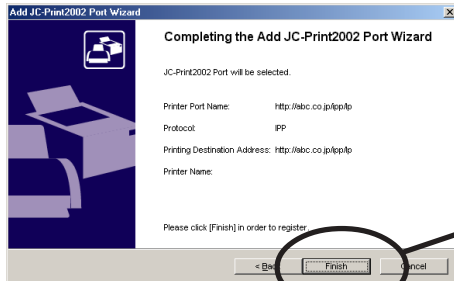 Add JC-Print2002 Port Wizard
Completing the Add JC-Print2002 Port Wizard
JC-Print2002 Port will be selected.
Printer Port Name: http://abc.co.jp/ipp/lp
Protocol: IPP
Printing Destination Address: http://abc.co.jp/ipp/lp
Printer Name:
Please click [Finish] in order to register.
< Back Finish Cancel